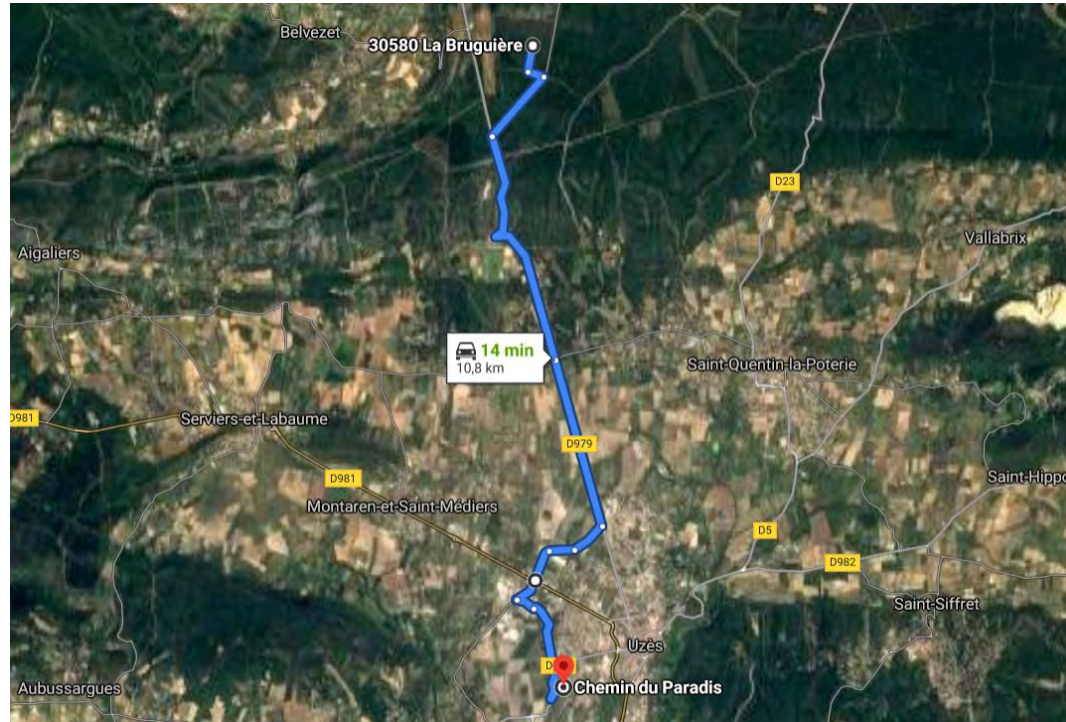 Belvezet
30580 La Bruguière
D23
Vallabrix
Aigaliers
14 min
10,8 km
Saint-Quentin-la-Poterie
D981
Serviers-et-Labaume
D979
D981
Saint-Hippo
Montaren-et-Saint-Médiers
D5
D982
Saint-Siffret
Uzès
Aubussargues
Chemin du Paradis